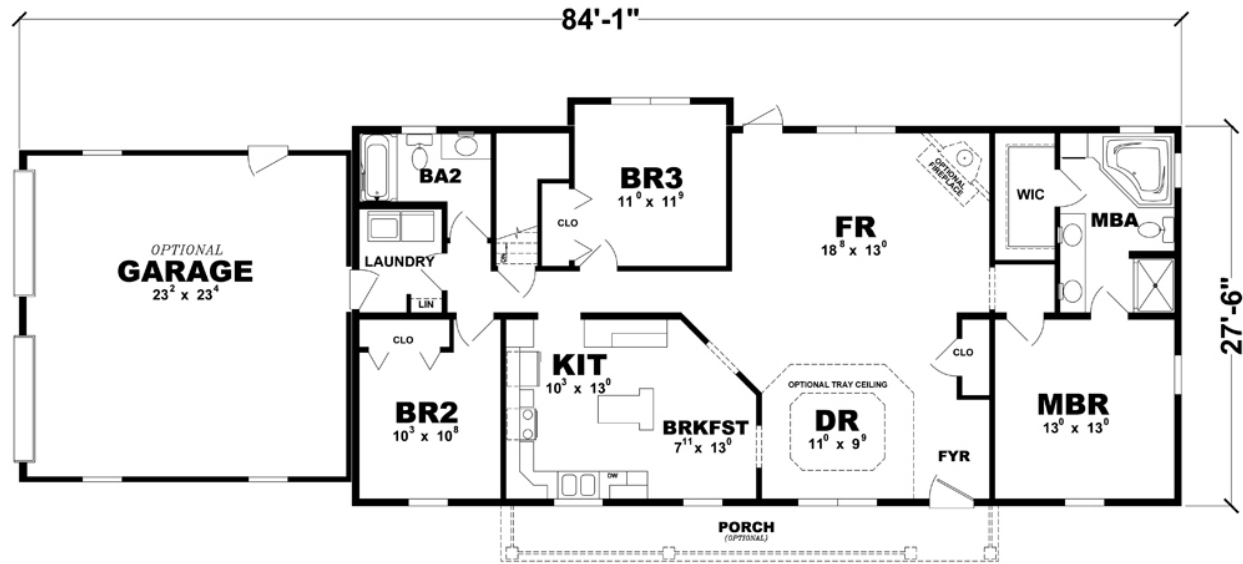 84'-1"
BA2
BR3
11⁰ x 11⁹
CLO
OPTIONAL
FIREPLACE
WIC
MBA
FR
18⁸ x 13⁰
OPTIONAL
GARAGE
23² x 23⁴
LAUNDRY
LIN
27'-6"
CLO
KIT
10³ x 13⁰
CLO
OPTIONAL TRAY CEILING
BR2
10³ x 10⁸
BRKFST
7¹¹ x 13⁰
DR
11⁰ x 9⁹
MBR
13⁰ x 13⁰
FYR
DW
PORCH
(OPTIONAL)